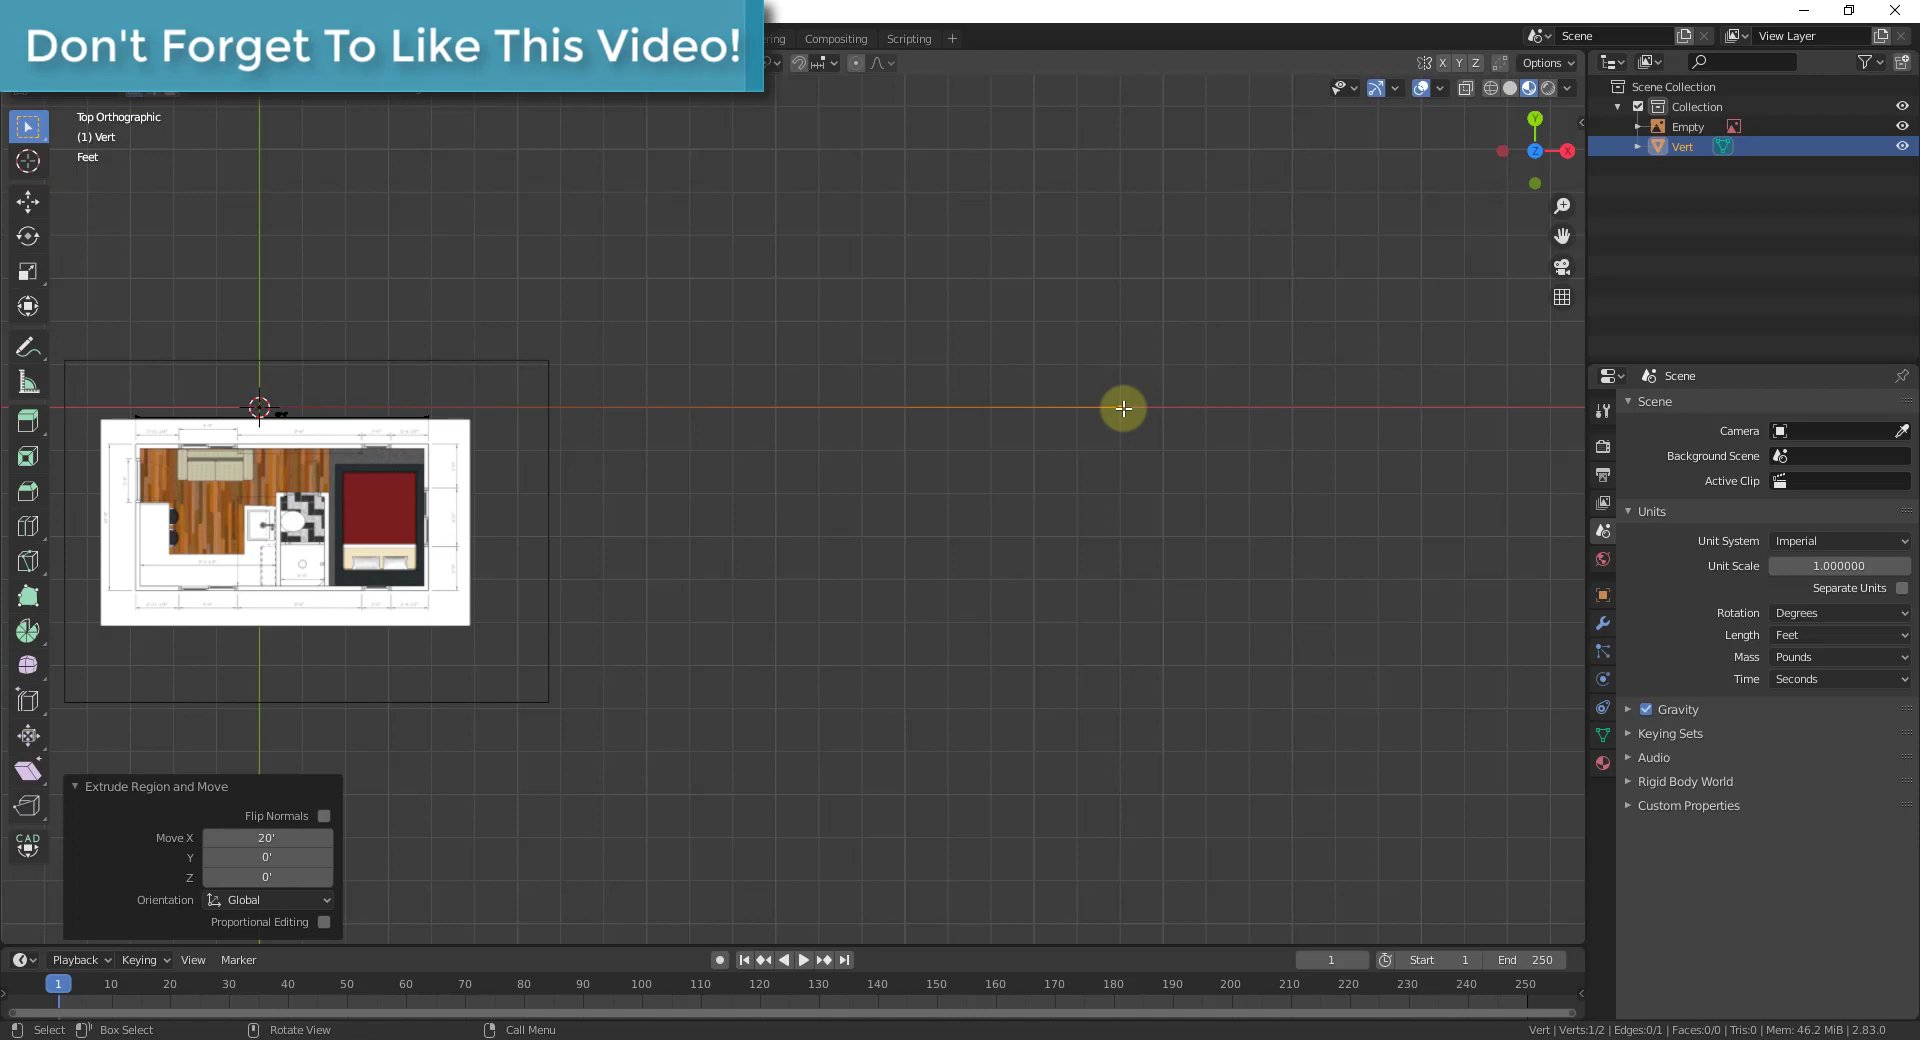 Don't Forget To Like This Video!
Compositing
Scripting
Scene
View Layer
X Y Z
Options
Top Orthographic
(1) Vert
Feet
Y
Z
X
Scene Collection
Collection
Empty
Vert
Scene
Scene
Camera
Background Scene
Active Clip
Units
Unit System Imperial
Unit Scale 1.000000
Separate Units
Rotation Degrees
Length Feet
Mass Pounds
Time Seconds
Gravity
Keying Sets
Audio
Rigid Body World
Custom Properties
CAD
Extrude Region and Move
Flip Normals
Move X 20'
Y 0'
Z 0'
Orientation Global
Proportional Editing
Playback Keying View Marker
1 Start 1 End 250
1 10 20 30 40 50 60 70 80 90 100 110 120 130 140 150 160 170 180 190 200 210 220 230 240 250
Select Box Select Rotate View Call Menu
Vert | Verts:1/2 | Edges:0/1 | Faces:0/0 | Tris:0 | Mem: 46.2 MiB | 2.83.0